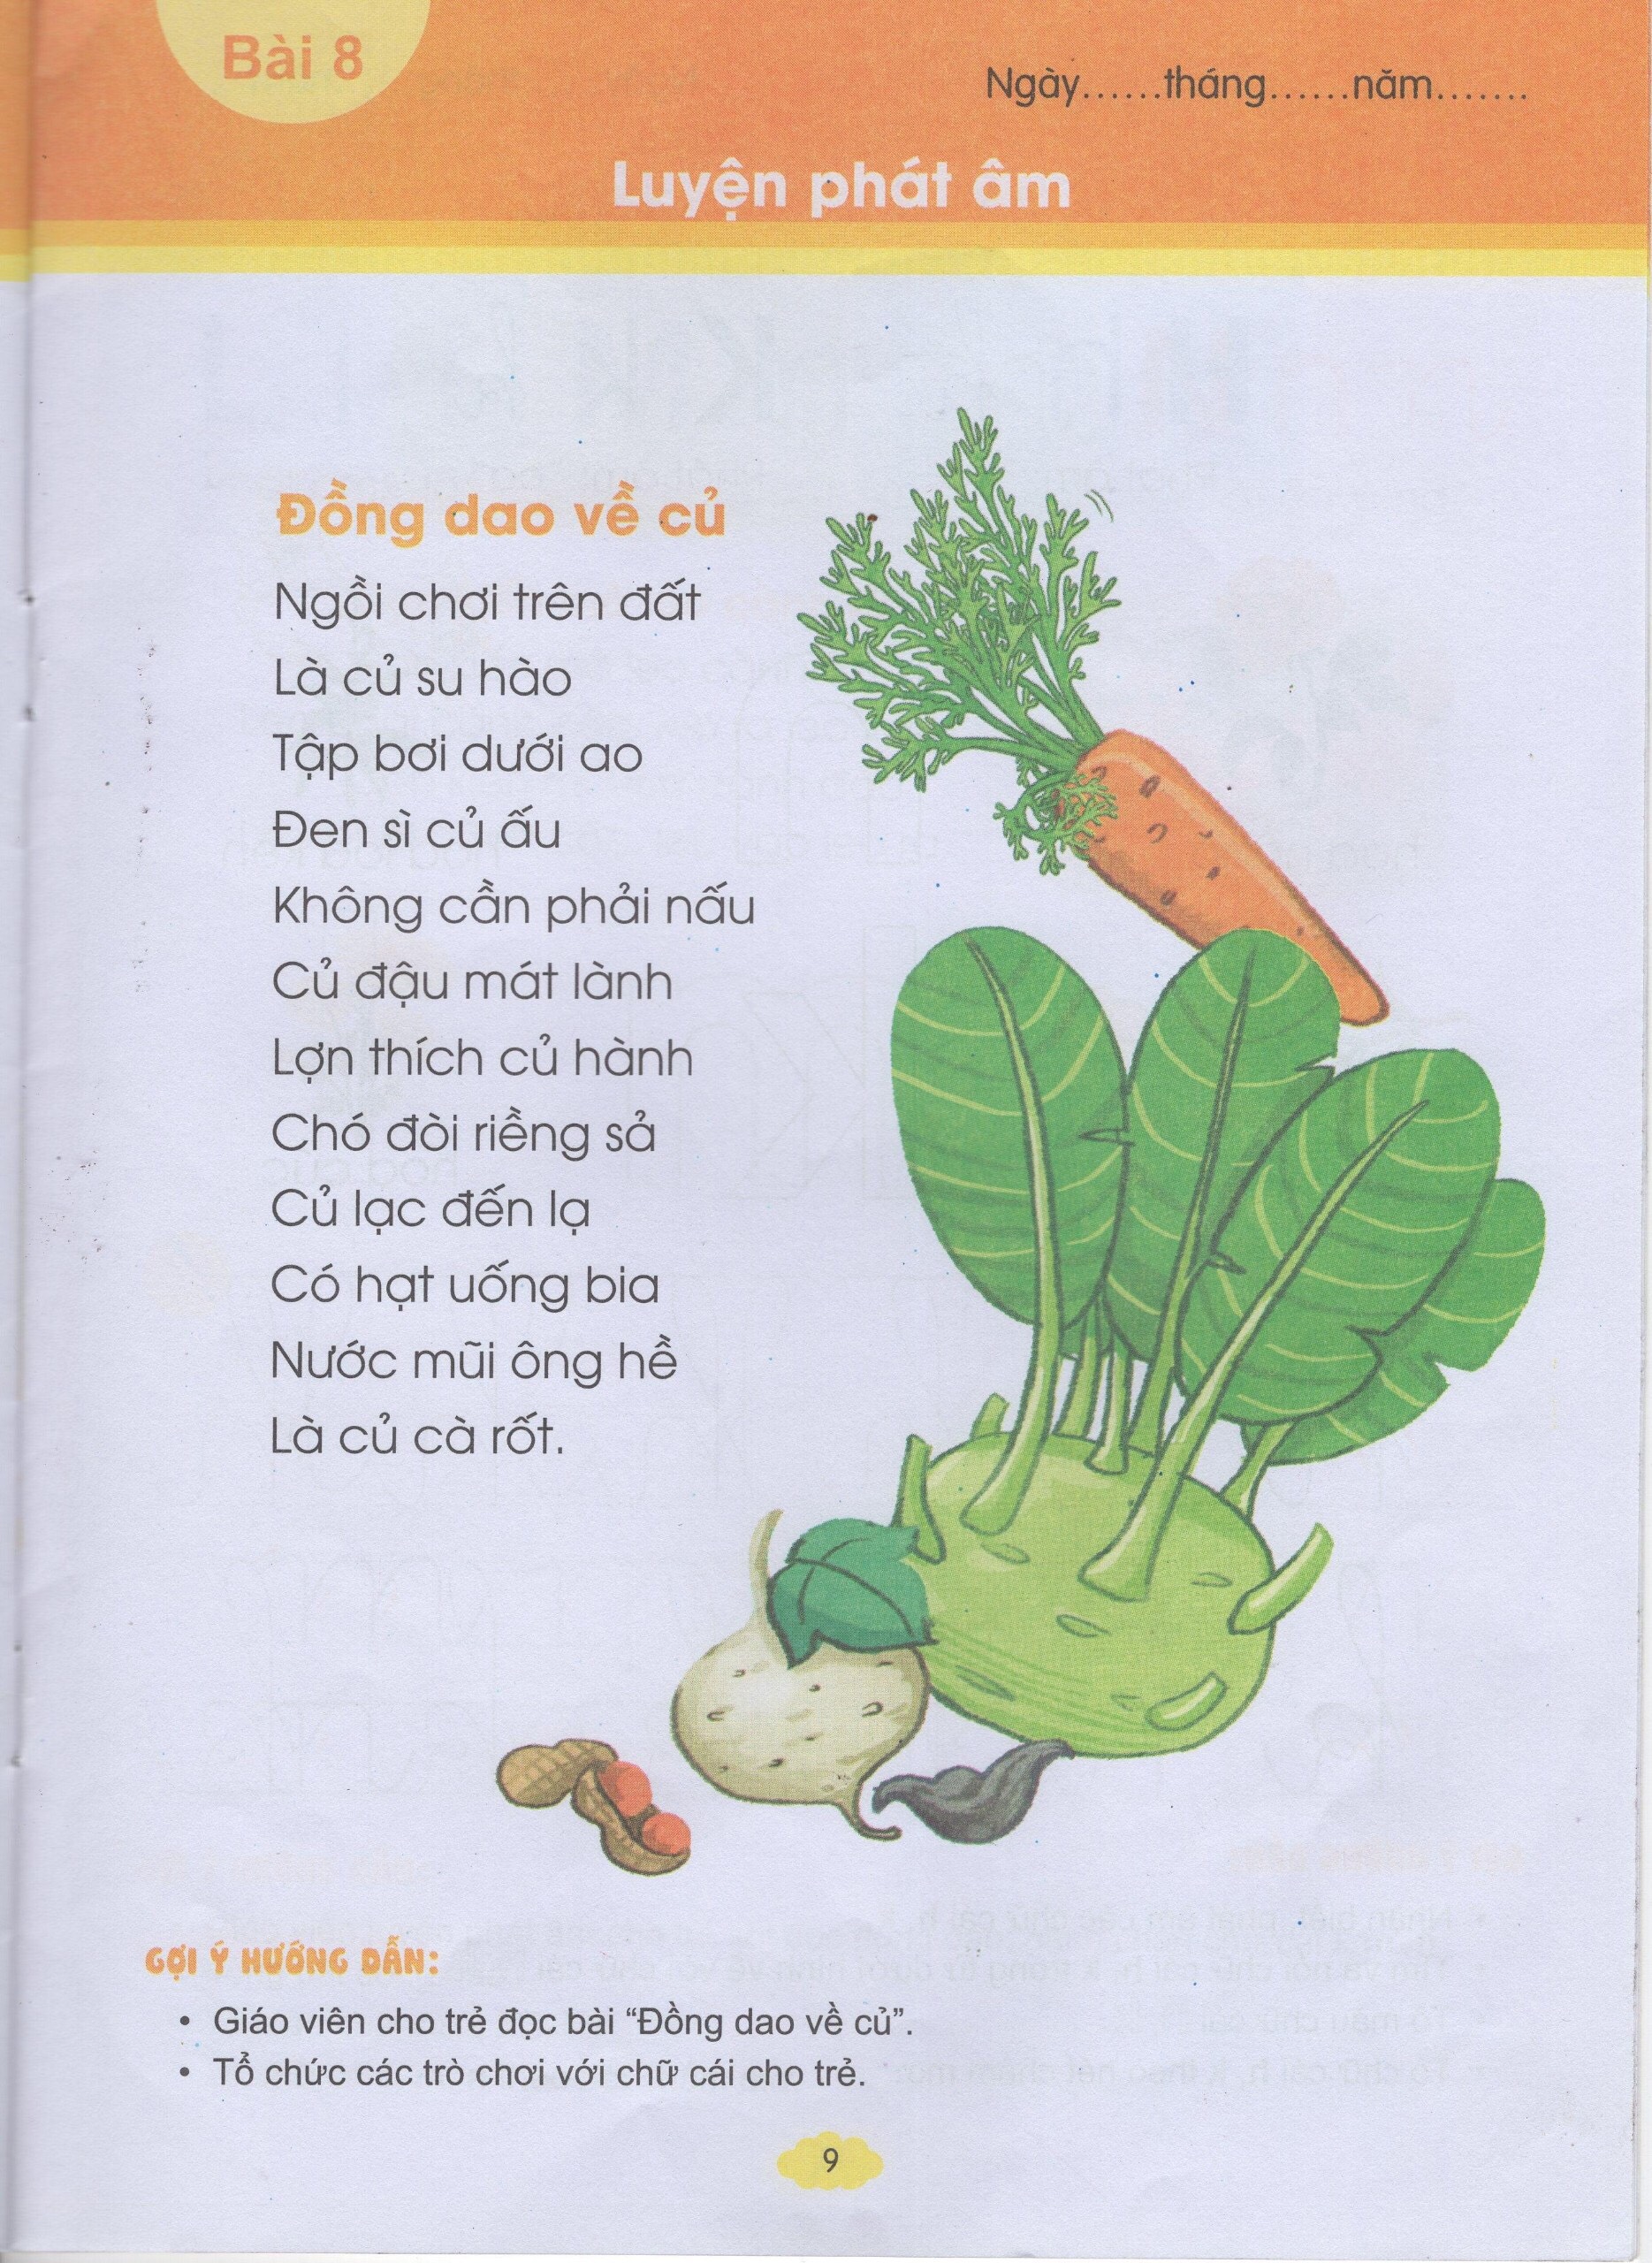 Bài 8
Ngày......tháng......năm.......
Luyện phát âm
Đồng dao về củ
Ngồi chơi trên đất
Là củ su hào
Tập bơi dưới ao
Đen sì củ ấu
Không cần phải nấu
Củ đậu mát lành
Lợn thích củ hành
Chó đòi riềng sả
Củ lạc đến lạ
Có hạt uống bia
Nước mũi ông hề
Là củ cà rốt.
GỢI Ý HƯỚNG DẪN:
• Giáo viên cho trẻ đọc bài “Đồng dao về củ”.
• Tổ chức các trò chơi với chữ cái cho trẻ.
9